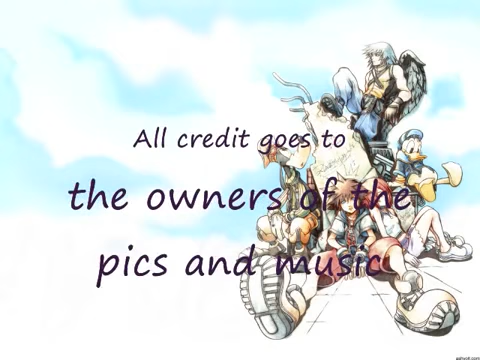 All credit goes to
the owners of the
pics and music